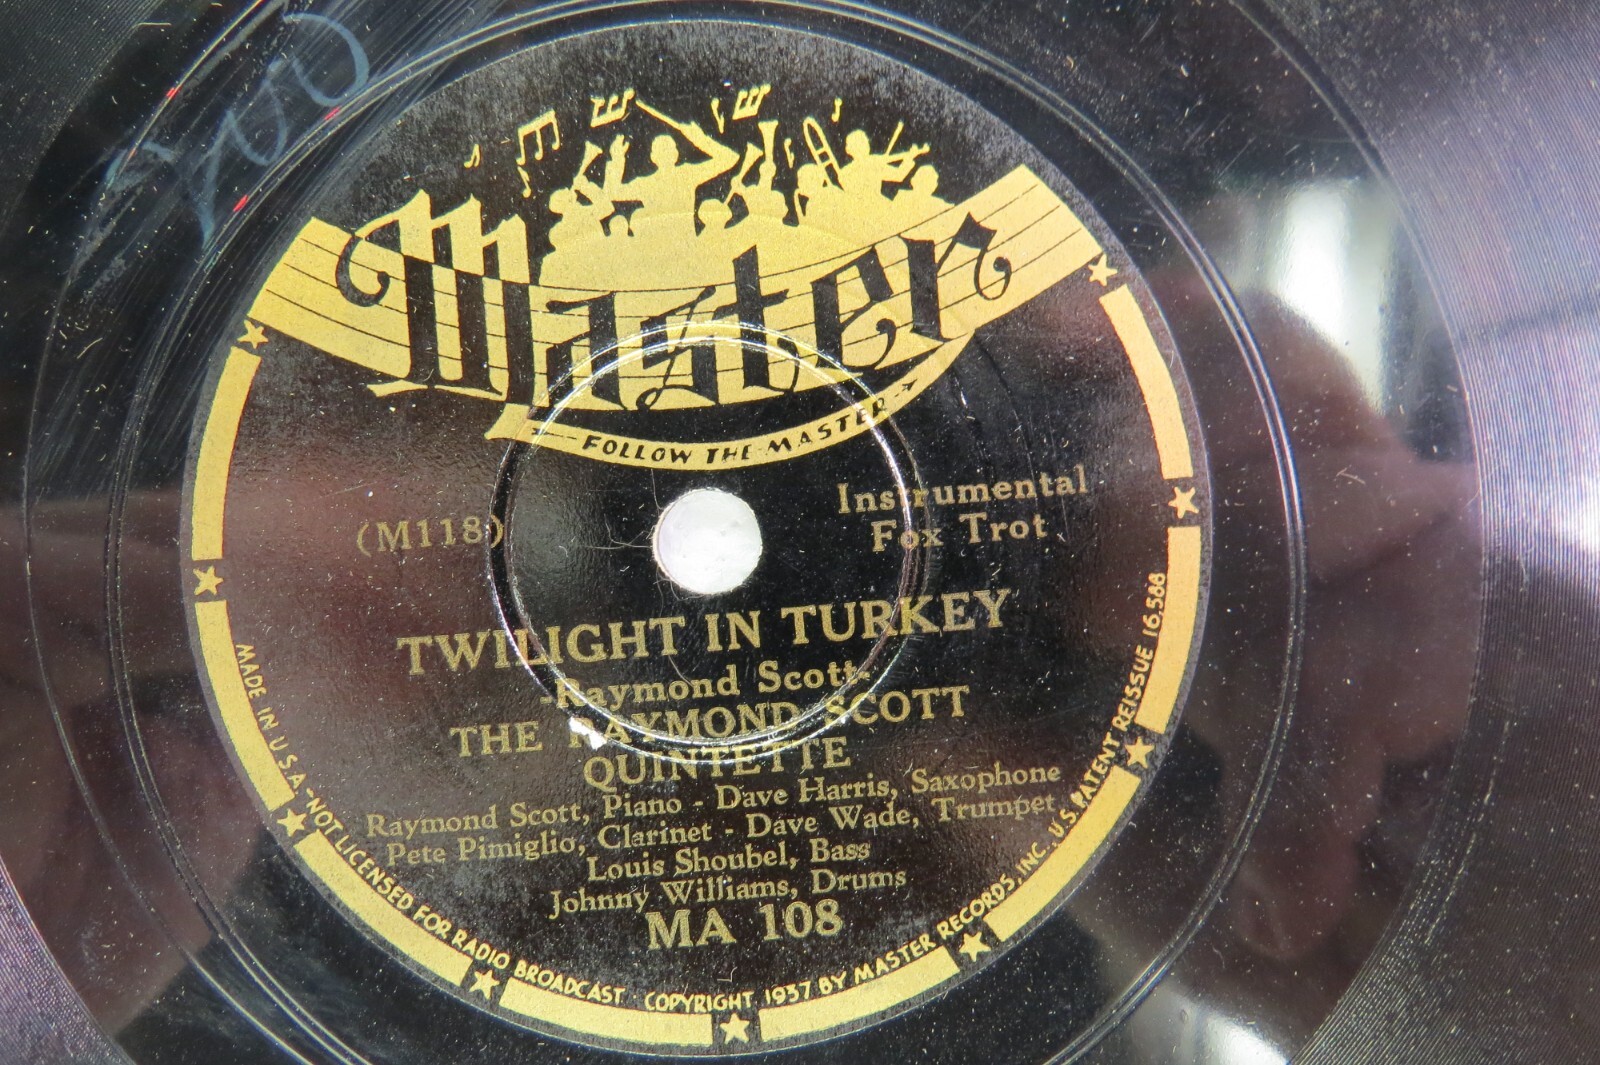 Master
FOLLOW THE MASTER
(M118)
Instrumental
Fox Trot
TWILIGHT IN TURKEY
-Raymond Scott-
THE RAYMOND SCOTT
QUINTETTE
Raymond Scott, Piano - Dave Harris, Saxophone
Pete Pimiglio, Clarinet - Dave Wade, Trumpet
Louis Shoubel, Bass
Johnny Williams, Drums
MA 108
MADE IN U.S.A. - NOT LICENSED FOR RADIO BROADCAST · COPYRIGHT 1937 BY MASTER RECORDS, INC., U.S. PATENT REISSUE 16,588